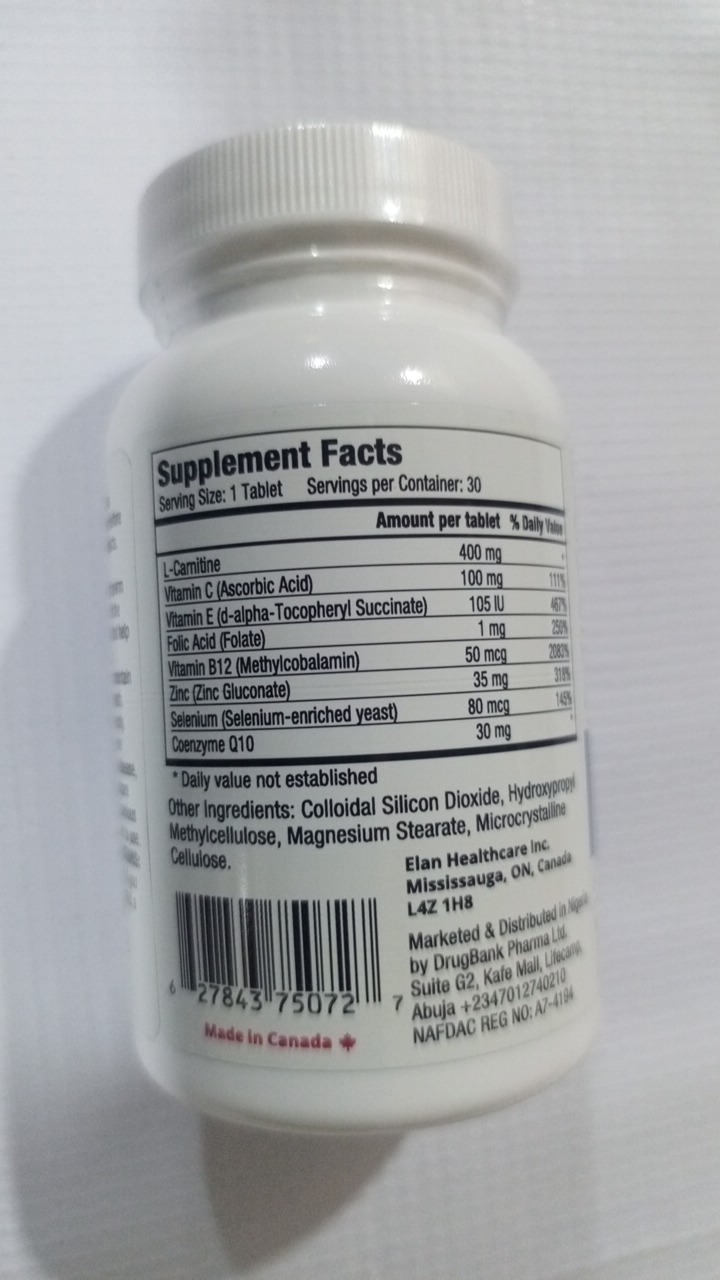 Supplement Facts
Serving Size: 1 Tablet Servings per Container: 30
Amount per tablet % Daily Value
L-Carnitine 400 mg *
Vitamin C (Ascorbic Acid) 100 mg 111%
Vitamin E (d-alpha-Tocopheryl Succinate) 105 IU 467%
Folic Acid (Folate) 1 mg 250%
Vitamin B12 (Methylcobalamin) 50 mcg 2083%
Zinc (Zinc Gluconate) 35 mg 318%
Selenium (Selenium-enriched yeast) 80 mcg 145%
Coenzyme Q10 30 mg *
* Daily value not established
Other Ingredients: Colloidal Silicon Dioxide, Hydroxypropyl
Methylcellulose, Magnesium Stearate, Microcrystalline
Cellulose.
Elan Healthcare Inc.
Mississauga, ON, Canada
L4Z 1H8
Marketed & Distributed in Nigeria
by DrugBank Pharma Ltd.
Suite G2, Kafe Mall, Lifecamp,
Abuja +2347012740210
NAFDAC REG NO: A7-4194
6 27843 75072 7
Made in Canada